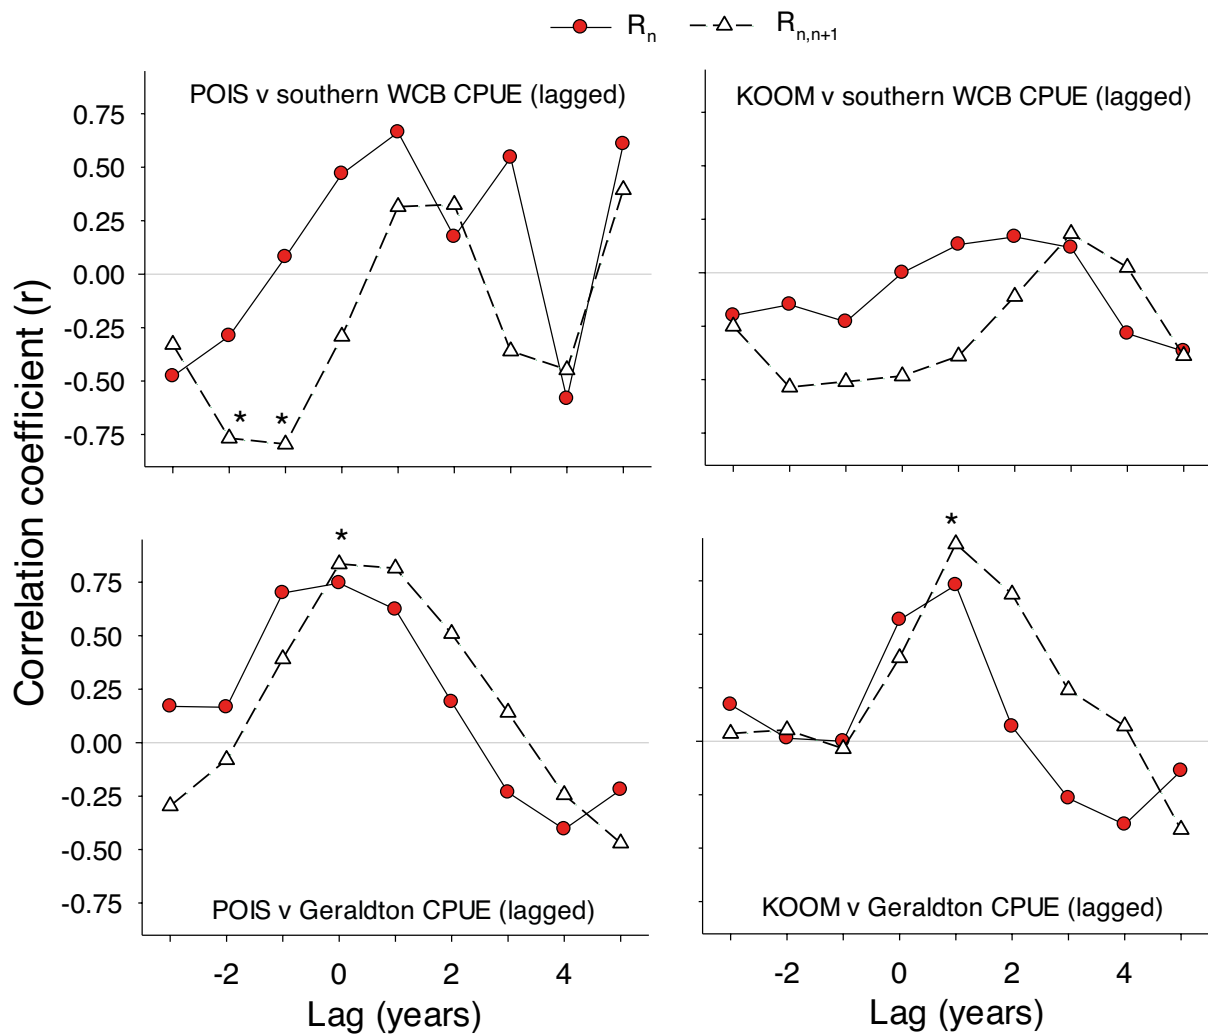 R_n R_n,n+1
POIS v southern WCB CPUE (lagged)
KOOM v southern WCB CPUE (lagged)
0.75
0.50
0.25
0.00
-0.25
-0.50
-0.75
* *
Correlation coefficient (r)
*
*
0.75
0.50
0.25
0.00
-0.25
-0.50
-0.75
POIS v Geraldton CPUE (lagged)
KOOM v Geraldton CPUE (lagged)
-2 0 2 4
-2 0 2 4
Lag (years)
Lag (years)